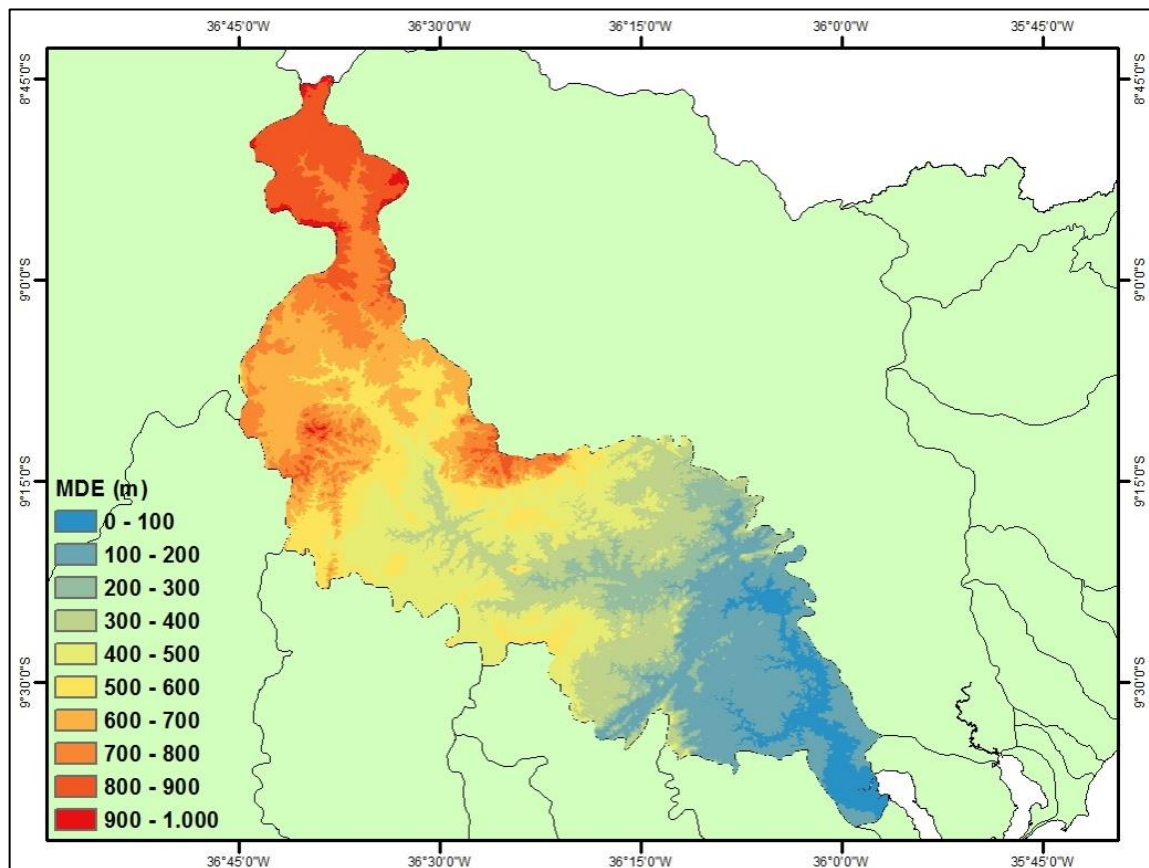 36°45'0"W 36°30'0"W 36°15'0"W 36°0'0"W 35°45'0"W
8°45'0"S 8°45'0"S
9°0'0"S 9°0'0"S
9°15'0"S 9°15'0"S
MDE (m)
0 - 100
100 - 200
200 - 300
300 - 400
400 - 500
500 - 600
600 - 700
700 - 800
800 - 900
900 - 1.000
9°30'0"S 9°30'0"S
36°45'0"W 36°30'0"W 36°15'0"W 36°0'0"W 35°45'0"W